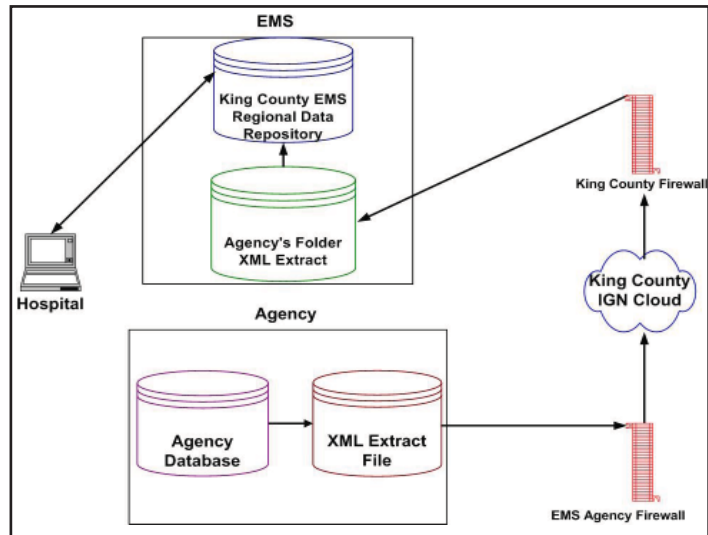 EMS
King County EMS
Regional Data
Repository
King County Firewall
Agency's Folder
XML Extract
King County
IGN Cloud
Hospital
Agency
Agency
Database
XML Extract
File
EMS Agency Firewall